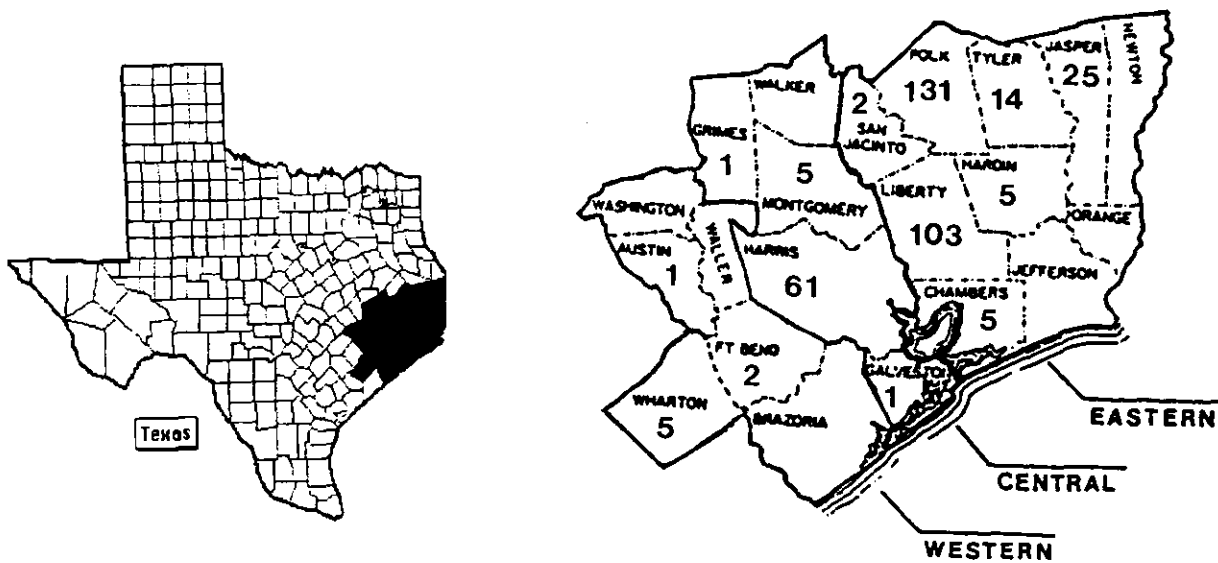 Texas
POLK
131
TYLER
14
JASPER
25
NEWTON
WALKER
2
SAN
JACINTO
GRIMES
1
5
MONTGOMERY
LIBERTY
103
HARDIN
5
ORANGE
WASHINGTON
WALLER
AUSTIN
1
HARRIS
61
JEFFERSON
CHAMBERS
5
FT BEND
2
GALVESTON
1
WHARTON
5
BRAZORIA
EASTERN
CENTRAL
WESTERN